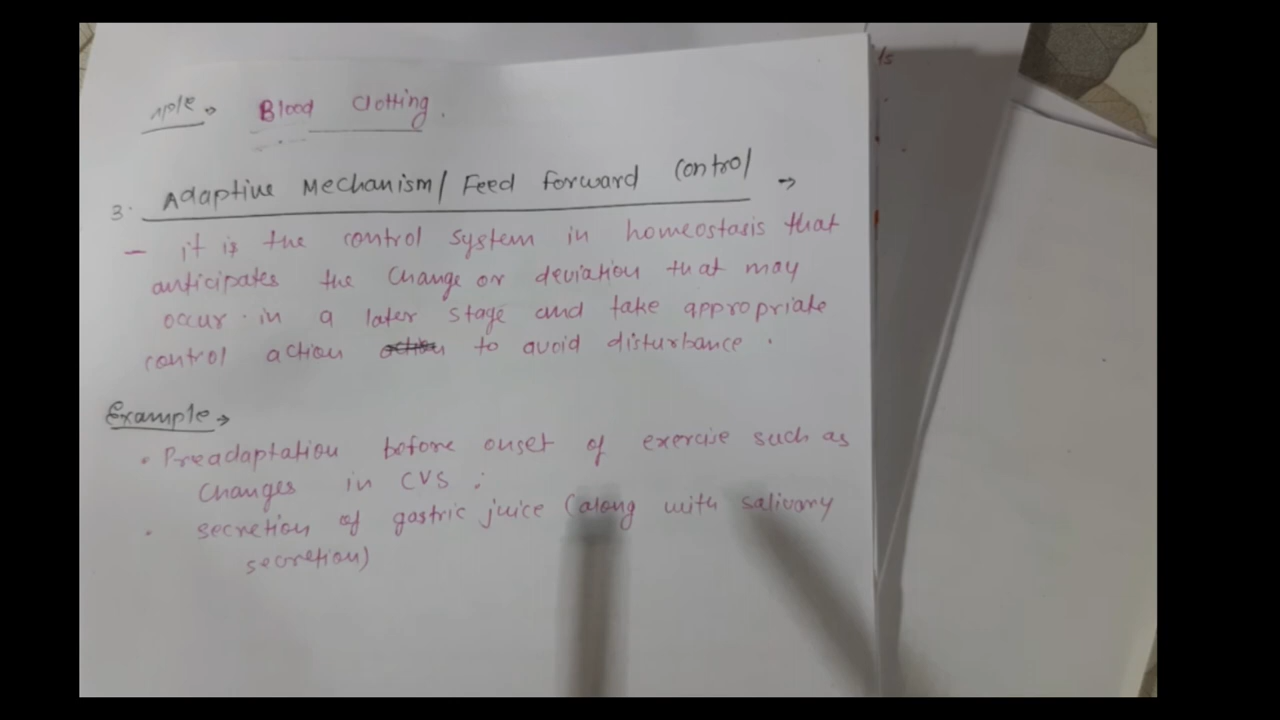 mple →
Blood Clotting.
3. Adaptive Mechanism/ Feed forward Control →
– it is the control system in homeostasis that
anticipates the change or deviation that may
occur in a later stage and take appropriate
control action action to avoid disturbance.
Example →
• Preadaptation before onset of exercise such as
changes in CVS ;
• secretion of gastric juice (along with salivary
secretion)